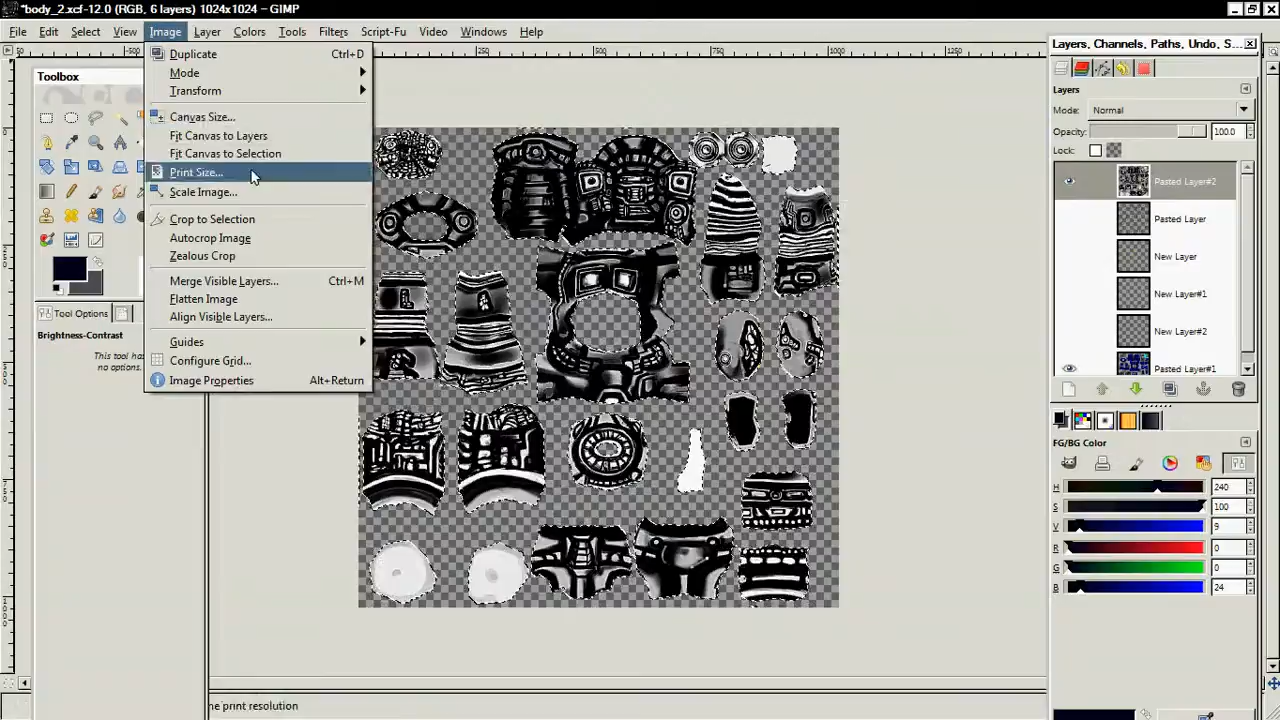 *body_2.xcf-12.0 (RGB, 6 layers) 1024x1024 – GIMP
File Edit Select View Image Layer Colors Tools Filters Script-Fu Video Windows Help
Toolbox
Duplicate Ctrl+D
Mode
Transform
Canvas Size...
Fit Canvas to Layers
Fit Canvas to Selection
Print Size...
Scale Image...
Crop to Selection
Autocrop Image
Zealous Crop
Merge Visible Layers... Ctrl+M
Flatten Image
Align Visible Layers...
Guides
Configure Grid...
Image Properties Alt+Return
Tool Options
Brightness-Contrast
This tool has
no options.
250 500 750 1000 1250
Layers, Channels, Paths, Undo, S...
Layers
Mode: Normal
Opacity: 100.0
Lock:
Pasted Layer#2
Pasted Layer
New Layer
New Layer#1
New Layer#2
Pasted Layer#1
FG/BG Color
H 240
S 100
V 9
R 0
G 0
B 24
he print resolution